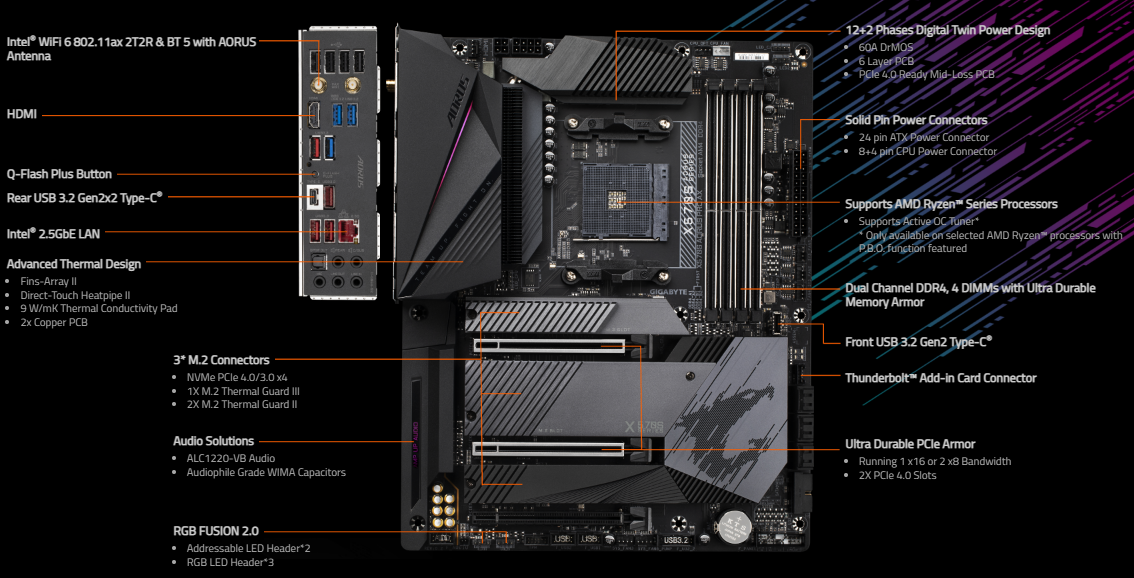 Intel® WiFi 6 802.11ax 2T2R & BT 5 with AORUS
Antenna
HDMI
Q-Flash Plus Button
Rear USB 3.2 Gen2x2 Type-C®
Intel® 2.5GbE LAN
Advanced Thermal Design
• Fins-Array II
• Direct-Touch Heatpipe II
• 9 W/mK Thermal Conductivity Pad
• 2x Copper PCB
3* M.2 Connectors
• NVMe PCIe 4.0/3.0 x4
• 1X M.2 Thermal Guard III
• 2X M.2 Thermal Guard II
Audio Solutions
• ALC1220-VB Audio
• Audiophile Grade WIMA Capacitors
RGB FUSION 2.0
• Addressable LED Header*2
• RGB LED Header*3
AORUS
AORUS
X570S
GIGABYTE
X570S
USB3.2
12+2 Phases Digital Twin Power Design
• 60A DrMOS
• 6 Layer PCB
• PCIe 4.0 Ready Mid-Loss PCB
Solid Pin Power Connectors
• 24 pin ATX Power Connector
• 8+4 pin CPU Power Connector
Supports AMD Ryzen™ Series Processors
• Supports Active OC Tuner*
* Only available on selected AMD Ryzen™ processors with
P.B.O. function featured
Dual Channel DDR4, 4 DIMMs with Ultra Durable
Memory Armor
Front USB 3.2 Gen2 Type-C®
Thunderbolt™ Add-in Card Connector
Ultra Durable PCIe Armor
• Running 1 x16 or 2 x8 Bandwidth
• 2X PCIe 4.0 Slots